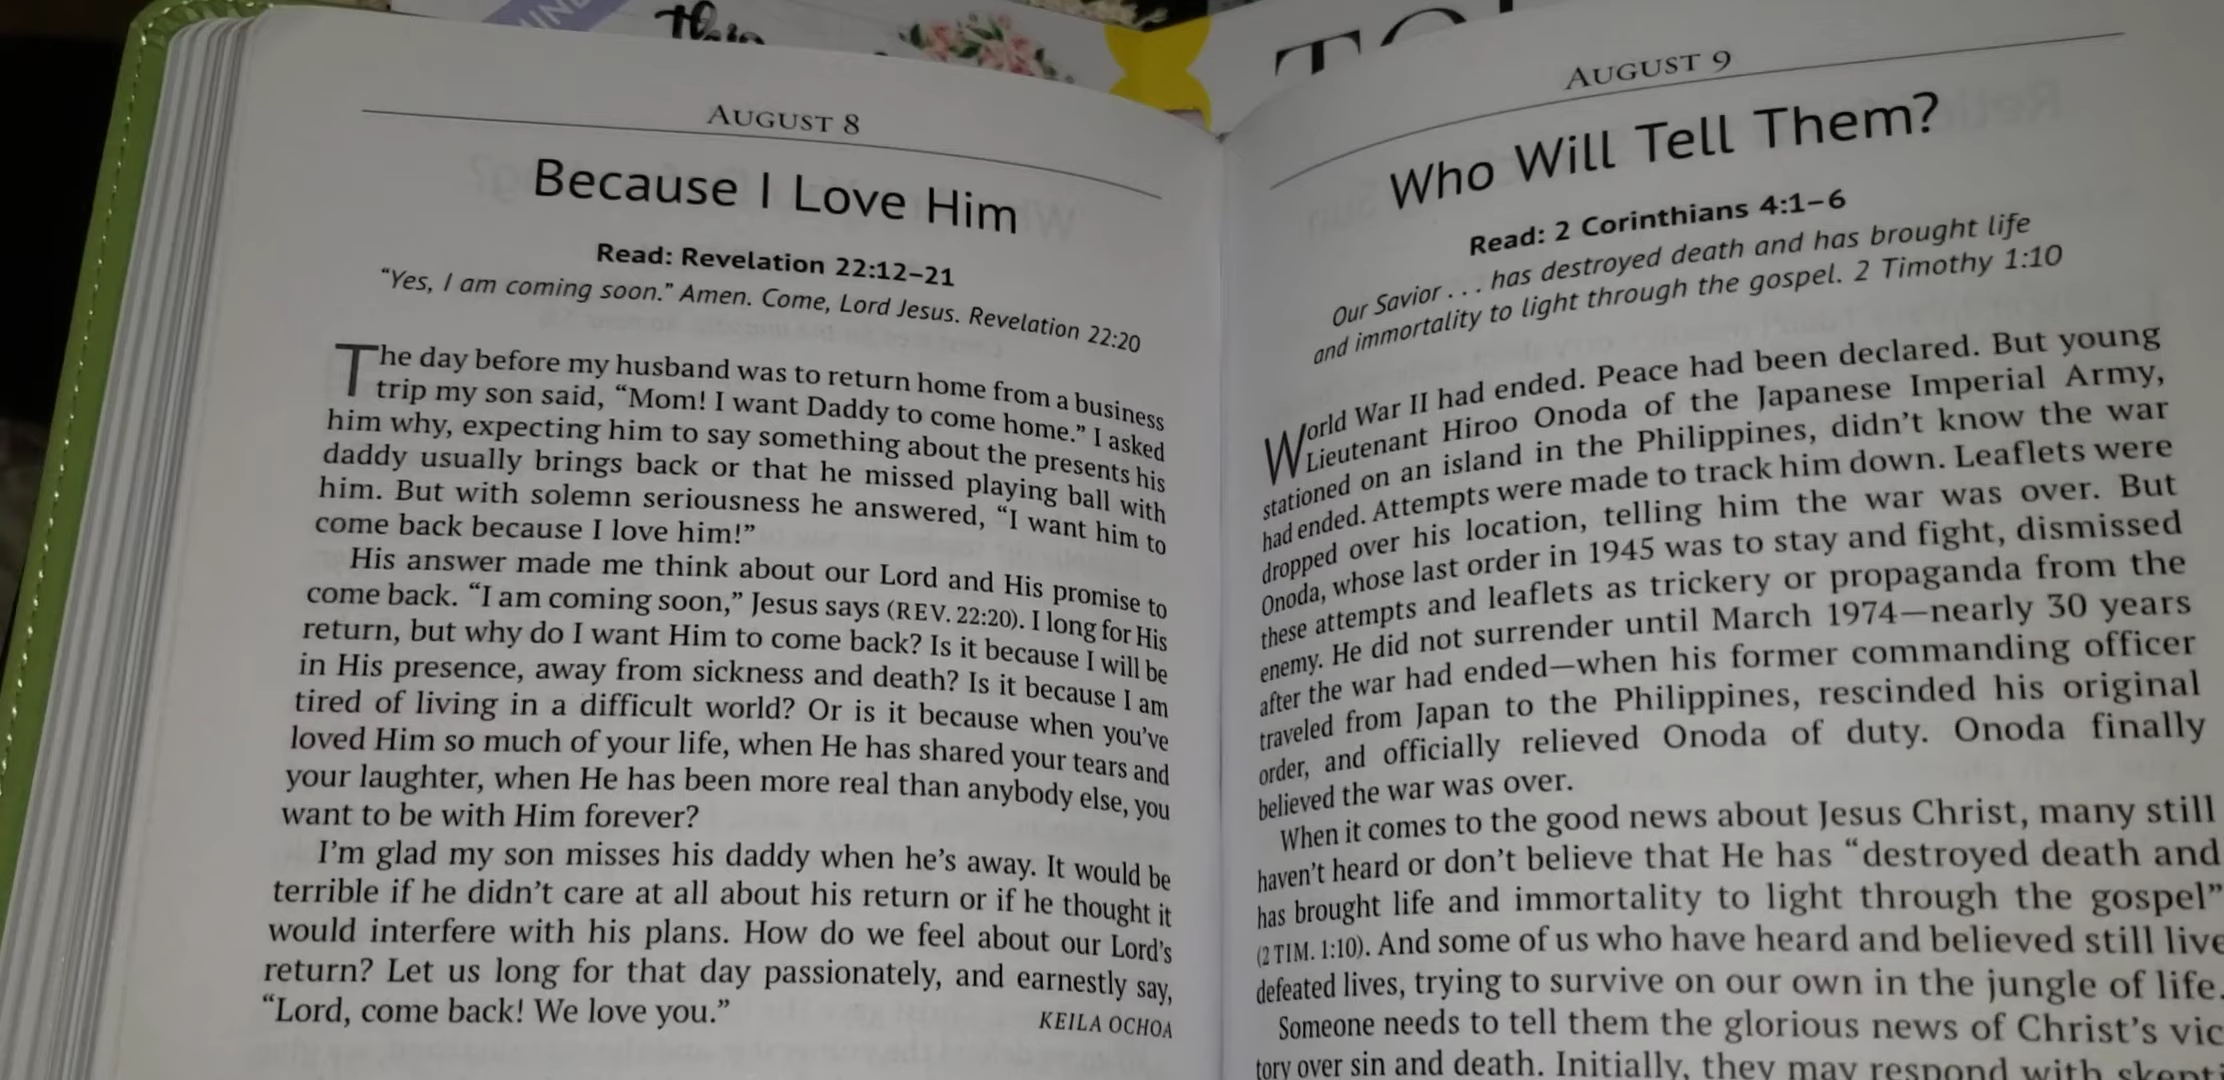 this
AUGUST 8
Because I Love Him
Read: Revelation 22:12–21
“Yes, I am coming soon.” Amen. Come, Lord Jesus. Revelation 22:20
The day before my husband was to return home from a business
trip my son said, “Mom! I want Daddy to come home.” I asked
him why, expecting him to say something about the presents his
daddy usually brings back or that he missed playing ball with
him. But with solemn seriousness he answered, “I want him to
come back because I love him!”
His answer made me think about our Lord and His promise to
come back. “I am coming soon,” Jesus says (REV. 22:20). I long for His
return, but why do I want Him to come back? Is it because I will be
in His presence, away from sickness and death? Is it because I am
tired of living in a difficult world? Or is it because when you’ve
loved Him so much of your life, when He has shared your tears and
your laughter, when He has been more real than anybody else, you
want to be with Him forever?
I’m glad my son misses his daddy when he’s away. It would be
terrible if he didn’t care at all about his return or if he thought it
would interfere with his plans. How do we feel about our Lord’s
return? Let us long for that day passionately, and earnestly say,
“Lord, come back! We love you.”
KEILA OCHOA
AUGUST 9
Who Will Tell Them?
Read: 2 Corinthians 4:1–6
Our Savior . . . has destroyed death and has brought life
and immortality to light through the gospel. 2 Timothy 1:10
World War II had ended. Peace had been declared. But young
Lieutenant Hiroo Onoda of the Japanese Imperial Army,
stationed on an island in the Philippines, didn’t know the war
had ended. Attempts were made to track him down. Leaflets were
dropped over his location, telling him the war was over. But
Onoda, whose last order in 1945 was to stay and fight, dismissed
these attempts and leaflets as trickery or propaganda from the
enemy. He did not surrender until March 1974—nearly 30 years
after the war had ended—when his former commanding officer
traveled from Japan to the Philippines, rescinded his original
order, and officially relieved Onoda of duty. Onoda finally
believed the war was over.
When it comes to the good news about Jesus Christ, many still
haven’t heard or don’t believe that He has “destroyed death and
has brought life and immortality to light through the gospel”
(2 TIM. 1:10). And some of us who have heard and believed still live
defeated lives, trying to survive on our own in the jungle of life.
Someone needs to tell them the glorious news of Christ’s vic
tory over sin and death. Initially, they may respond with